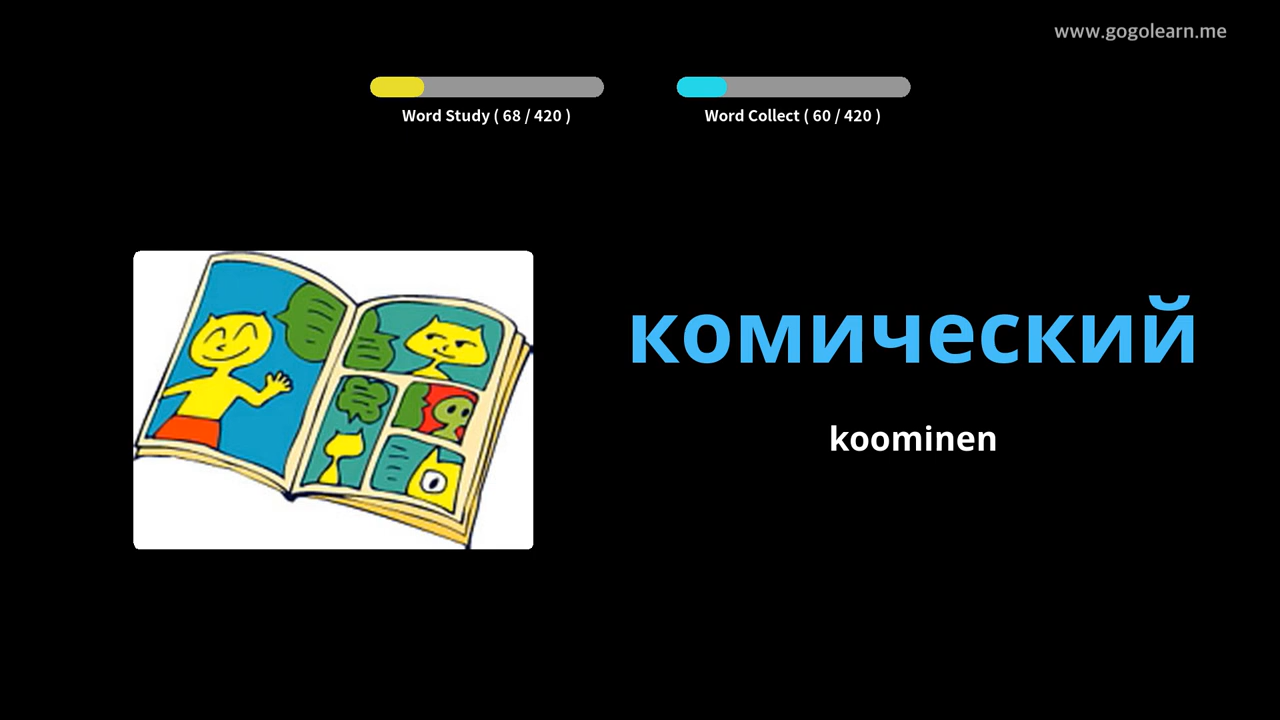 www.gogolearn.me
Word Study ( 68 / 420 )
Word Collect ( 60 / 420 )
комический
koominen